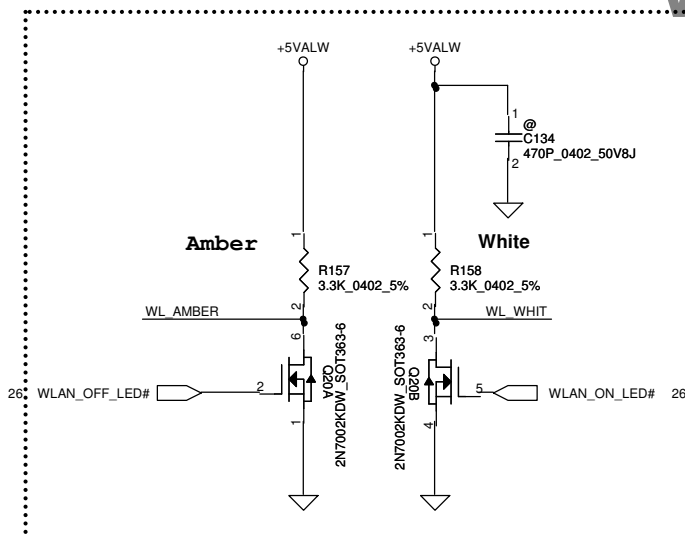 +5VALW
+5VALW
1
@
C134
470P_0402_50V8J
2
Amber
White
1
1
R157
3.3K_0402_5%
R158
3.3K_0402_5%
2
2
WL_AMBER
WL_WHIT
6
3
2N7002KDW_SOT363-6
Q20A
2N7002KDW_SOT363-6
Q20B
26 WLAN_OFF_LED#
2
5
WLAN_ON_LED# 26
1
4